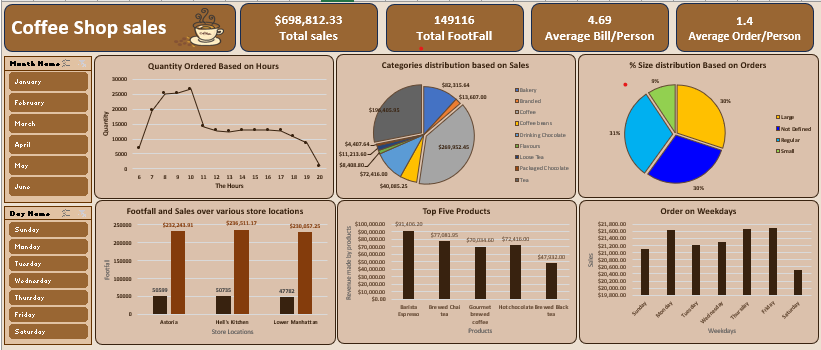 Coffee Shop sales
$698,812.33
Total sales
149116
Total FootFall
4.69
Average Bill/Person
1.4
Average Order/Person
Month Name
January
February
March
April
May
June
Day Name
Sunday
Monday
Tuesday
Wednesday
Thursday
Friday
Saturday
Quantity Ordered Based on Hours
Quantity
30000
25000
20000
15000
10000
5000
0
6 7 8 9 10 11 12 13 14 15 16 17 18 19 20
The Hours
Categories distribution based on Sales
$82,315.64
$13,607.00
$269,952.45
$40,085.25
$72,416.00
$8,408.80
$11,213.60
$4,407.64
Bakery
Branded
Coffee
Coffee beans
Drinking Chocolate
Flavours
Loose Tea
Packaged Chocolate
Tea
% Size distribution Based on Orders
9%
30%
31%
30%
Large
Not Defined
Regular
Small
Footfall and Sales over various store locations
Footfall
250000
200000
150000
100000
50000
0
50599
$232,243.91
50735
$236,511.17
47782
$230,057.25
Astoria Hell's Kitchen Lower Manhattan
Store Locations
Top Five Products
Revenue made by products
$100,000.00
$90,000.00
$80,000.00
$70,000.00
$60,000.00
$50,000.00
$40,000.00
$30,000.00
$20,000.00
$10,000.00
$0.00
$91,406.20
$77,081.95
$70,034.60
$72,416.00
$47,932.00
Barista Espresso
Brewed Chai tea
Gourmet brewed coffee
Hot chocolate
Brewed Black tea
Products
Order on Weekdays
Sales
$21,800.00
$21,600.00
$21,400.00
$21,200.00
$21,000.00
$20,800.00
$20,600.00
$20,400.00
$20,200.00
$20,000.00
$19,800.00
Sunday Monday Tuesday Wednesday Thursday Friday Saturday
Weekdays